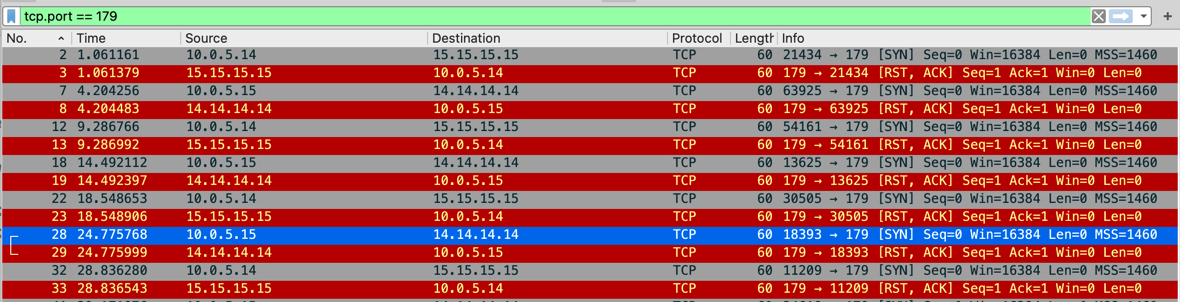 tcp.port == 179
No. Time Source Destination Protocol Length Info
2 1.061161 10.0.5.14 15.15.15.15 TCP 60 21434 → 179 [SYN] Seq=0 Win=16384 Len=0 MSS=1460
3 1.061379 15.15.15.15 10.0.5.14 TCP 60 179 → 21434 [RST, ACK] Seq=1 Ack=1 Win=0 Len=0
7 4.204256 10.0.5.15 14.14.14.14 TCP 60 63925 → 179 [SYN] Seq=0 Win=16384 Len=0 MSS=1460
8 4.204483 14.14.14.14 10.0.5.15 TCP 60 179 → 63925 [RST, ACK] Seq=1 Ack=1 Win=0 Len=0
12 9.286766 10.0.5.14 15.15.15.15 TCP 60 54161 → 179 [SYN] Seq=0 Win=16384 Len=0 MSS=1460
13 9.286992 15.15.15.15 10.0.5.14 TCP 60 179 → 54161 [RST, ACK] Seq=1 Ack=1 Win=0 Len=0
18 14.492112 10.0.5.15 14.14.14.14 TCP 60 13625 → 179 [SYN] Seq=0 Win=16384 Len=0 MSS=1460
19 14.492397 14.14.14.14 10.0.5.15 TCP 60 179 → 13625 [RST, ACK] Seq=1 Ack=1 Win=0 Len=0
22 18.548653 10.0.5.14 15.15.15.15 TCP 60 30505 → 179 [SYN] Seq=0 Win=16384 Len=0 MSS=1460
23 18.548906 15.15.15.15 10.0.5.14 TCP 60 179 → 30505 [RST, ACK] Seq=1 Ack=1 Win=0 Len=0
28 24.775768 10.0.5.15 14.14.14.14 TCP 60 18393 → 179 [SYN] Seq=0 Win=16384 Len=0 MSS=1460
29 24.775999 14.14.14.14 10.0.5.15 TCP 60 179 → 18393 [RST, ACK] Seq=1 Ack=1 Win=0 Len=0
32 28.836280 10.0.5.14 15.15.15.15 TCP 60 11209 → 179 [SYN] Seq=0 Win=16384 Len=0 MSS=1460
33 28.836543 15.15.15.15 10.0.5.14 TCP 60 179 → 11209 [RST, ACK] Seq=1 Ack=1 Win=0 Len=0